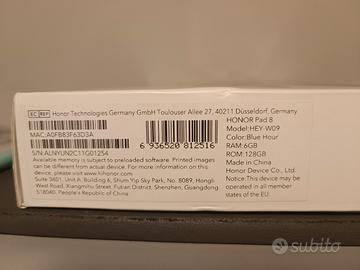 EC REP Honor Technologies Germany GmbH Toulouser Allee 27, 40211 Düsseldorf, Germany
MAC:A0FB83F63D3A
S/N:ALNYUN2C11G01254
6 936520 812516
HONOR Pad 8
Model:HEY-W09
Color:Blue Hour
RAM:6GB
ROM:128GB
Honor Device Co., Ltd.
Made in China
Available memory is subject to preloaded software. Printed images
can be different from actual device. For more information about
the device, please go to www.hihonor.com
Suite 3401, Unit A, Building 6, Shum Yip Sky Park, No. 8089, Hongli
West Road, Xiangmihu Street, Futian District, Shenzhen, Guangdong
518040, People's Republic of China
Notice:This device may be
operated in all member
states of the EU.
subito